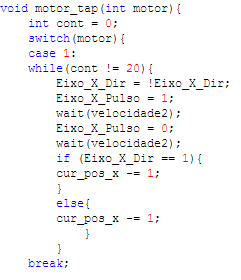 void motor_tap(int motor){
int cont = 0;
switch(motor){
case 1:
while(cont != 20){
Eixo_X_Dir = !Eixo_X_Dir;
Eixo_X_Pulso = 1;
wait(velocidade2);
Eixo_X_Pulso = 0;
wait(velocidade2);
if (Eixo_X_Dir == 1){
cur_pos_x -= 1;
}
else{
cur_pos_x -= 1;
}
}
break;